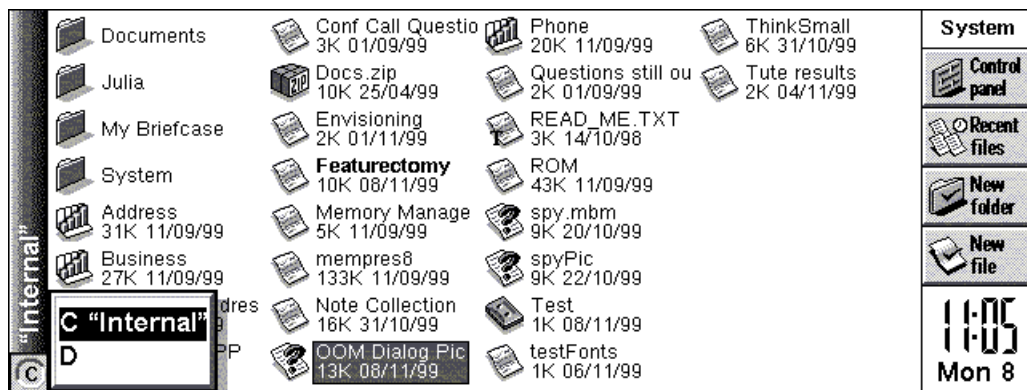 "Internal"
C
Documents
Julia
My Briefcase
System
Address
31K 11/09/99
Business
27K 11/09/99
dres
9
PP
C "Internal"
D
Conf Call Questio
3K 01/09/99
Docs.zip
10K 25/04/99
Envisioning
2K 01/11/99
Featurectomy
10K 08/11/99
Memory Manage
5K 11/09/99
mempres8
133K 11/09/99
Note Collection
16K 31/10/99
OOM Dialog Pic
13K 08/11/99
Phone
20K 11/09/99
Questions still ou
2K 01/09/99
READ_ME.TXT
3K 14/10/98
ROM
43K 11/09/99
spy.mbm
9K 20/10/99
spyPic
9K 22/10/99
Test
1K 08/11/99
testFonts
1K 06/11/99
ThinkSmall
6K 31/10/99
Tute results
2K 04/11/99
System
Control
panel
Recent
files
New
folder
New
file
11:05
Mon 8